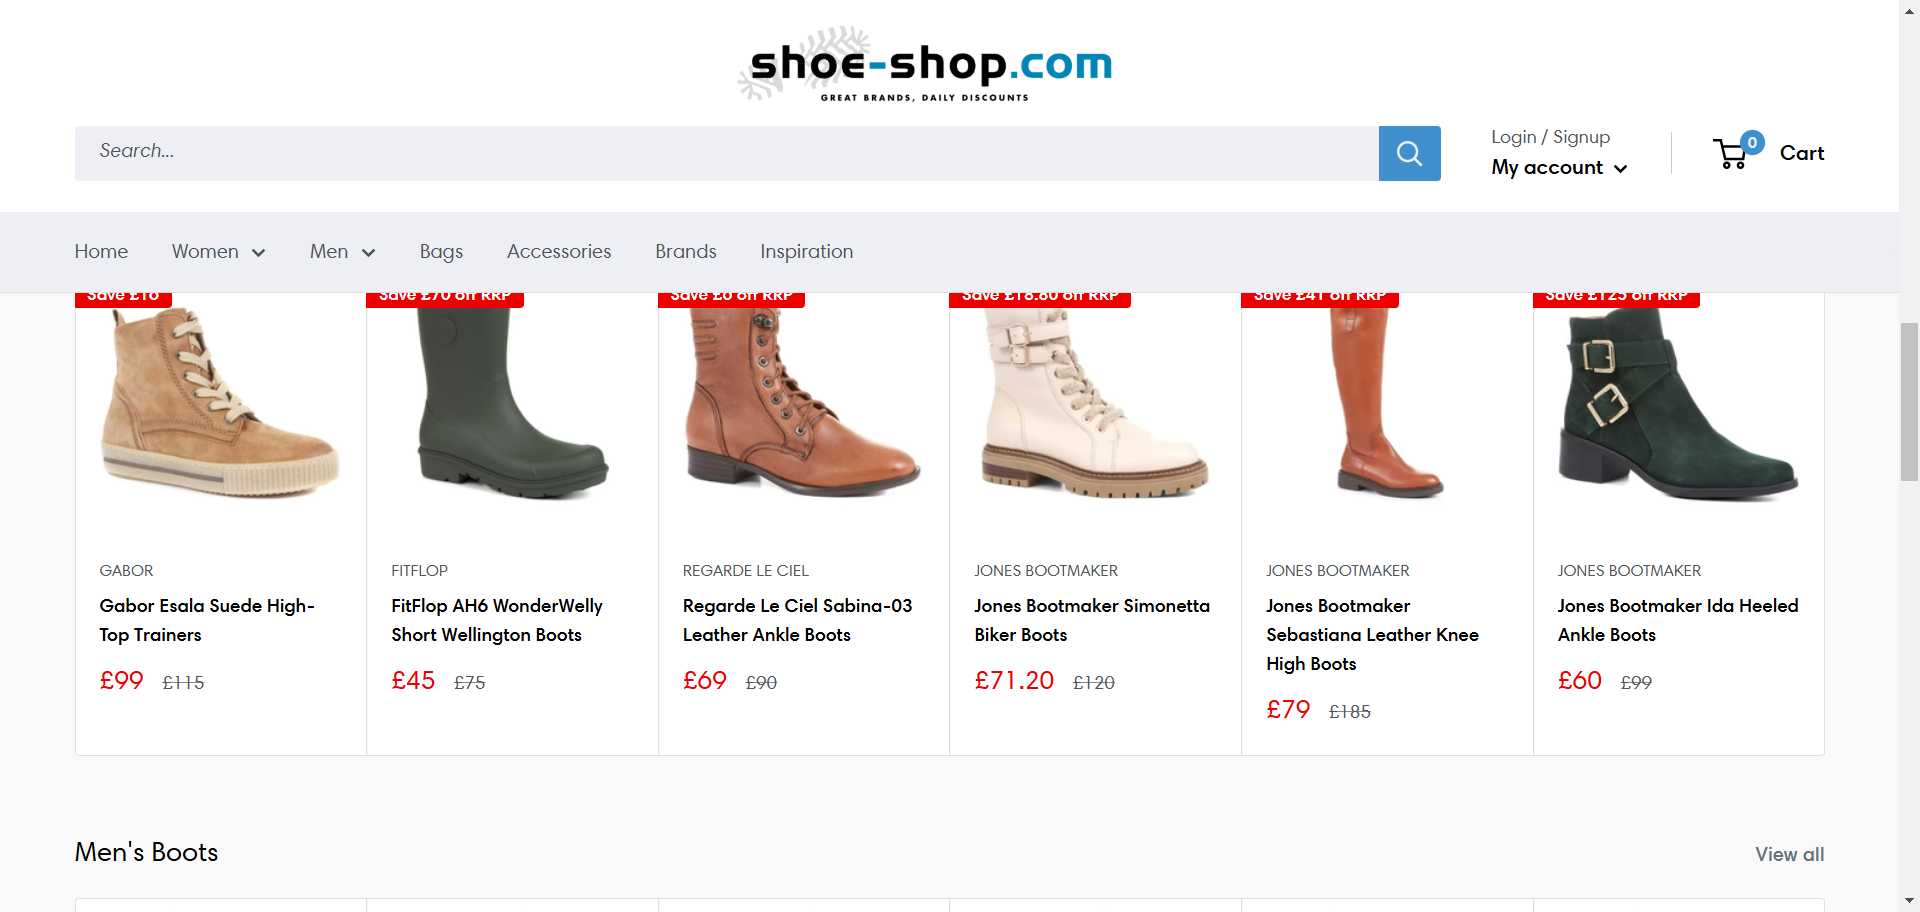 shoe-shop.com
GREAT BRANDS, DAILY DISCOUNTS
Search...
Login / Signup
My account
0
Cart
Home
Women
Men
Bags
Accessories
Brands
Inspiration
Save £16
Save £70 off RRP
Save £6 off RRP
Save £18.80 off RRP
Save £41 off RRP
Save £125 off RRP
GABOR
Gabor Esala Suede High-
Top Trainers
£99 £115
FITFLOP
FitFlop AH6 WonderWelly
Short Wellington Boots
£45 £75
REGARDE LE CIEL
Regarde Le Ciel Sabina-03
Leather Ankle Boots
£69 £90
JONES BOOTMAKER
Jones Bootmaker Simonetta
Biker Boots
£71.20 £120
JONES BOOTMAKER
Jones Bootmaker
Sebastiana Leather Knee
High Boots
£79 £185
JONES BOOTMAKER
Jones Bootmaker Ida Heeled
Ankle Boots
£60 £99
Men's Boots
View all